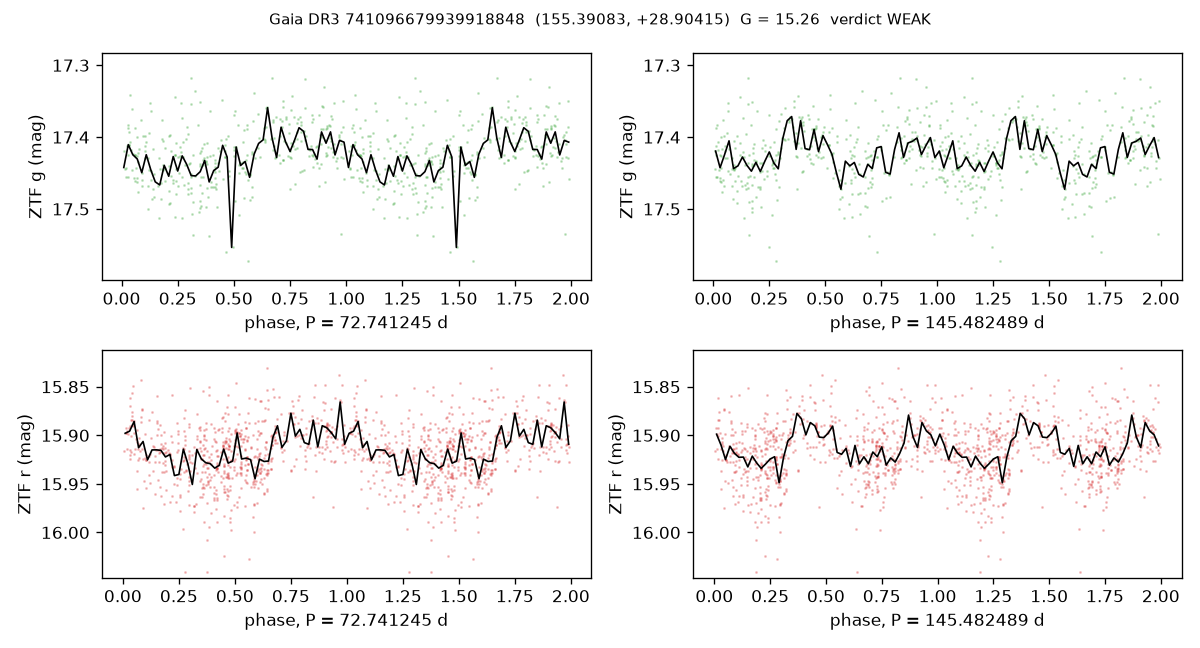 Gaia DR3 741096679939918848  (155.39083, +28.90415)  G = 15.26  verdict WEAK
17.3
17.4
17.5
ZTF g (mag)
0.00 0.25 0.50 0.75 1.00 1.25 1.50 1.75 2.00
phase, P = 72.741245 d
17.3
17.4
17.5
ZTF g (mag)
0.00 0.25 0.50 0.75 1.00 1.25 1.50 1.75 2.00
phase, P = 145.482489 d
15.85
15.90
15.95
16.00
ZTF r (mag)
0.00 0.25 0.50 0.75 1.00 1.25 1.50 1.75 2.00
phase, P = 72.741245 d
15.85
15.90
15.95
16.00
ZTF r (mag)
0.00 0.25 0.50 0.75 1.00 1.25 1.50 1.75 2.00
phase, P = 145.482489 d